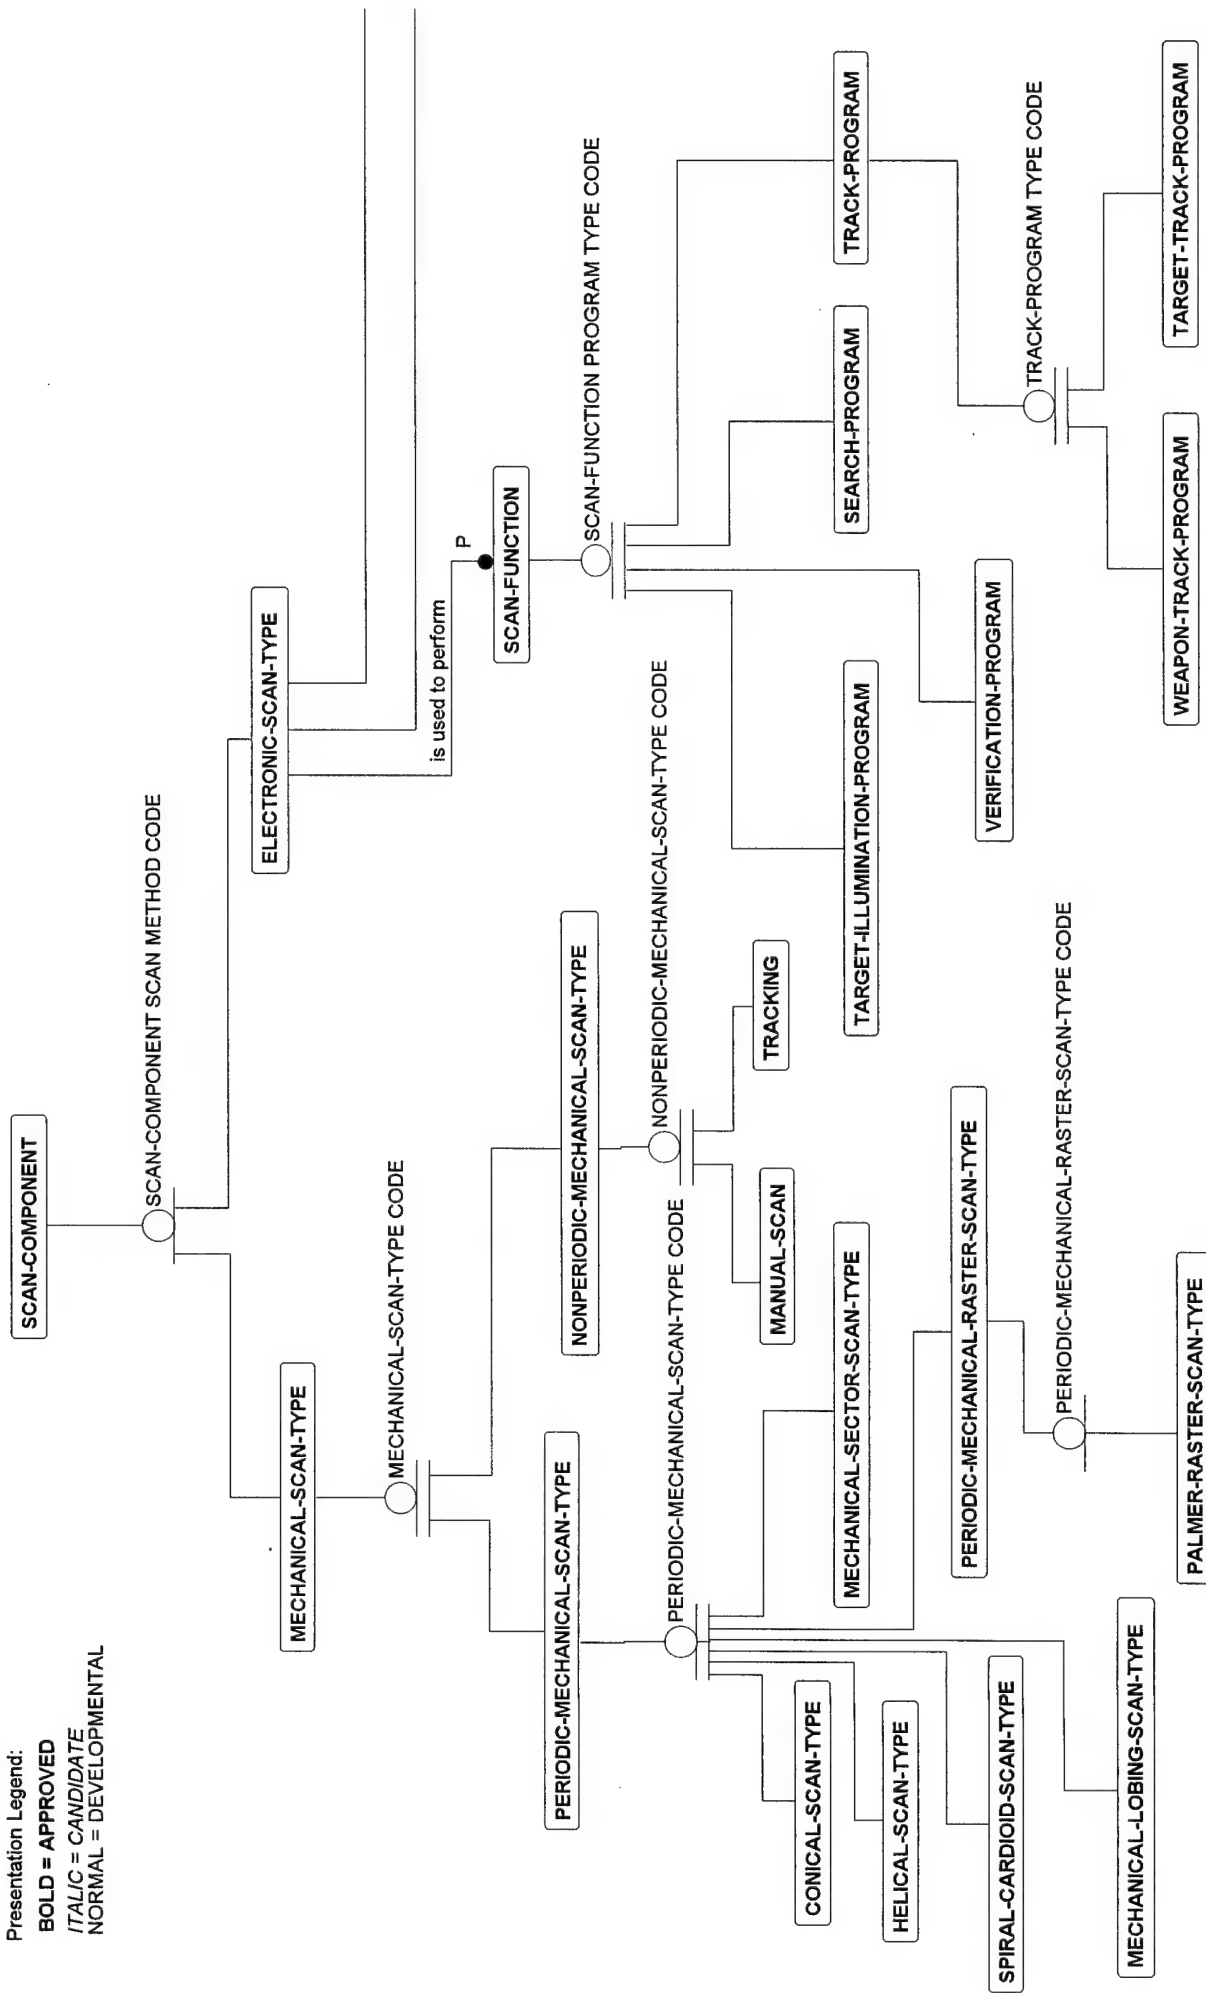 Presentation Legend:
BOLD = APPROVED
ITALIC = CANDIDATE
NORMAL = DEVELOPMENTAL
SCAN-COMPONENT
SCAN-COMPONENT SCAN METHOD CODE
MECHANICAL-SCAN-TYPE
ELECTRONIC-SCAN-TYPE
MECHANICAL-SCAN-TYPE CODE
is used to perform
P
SCAN-FUNCTION
PERIODIC-MECHANICAL-SCAN-TYPE
NONPERIODIC-MECHANICAL-SCAN-TYPE
SCAN-FUNCTION PROGRAM TYPE CODE
PERIODIC-MECHANICAL-SCAN-TYPE CODE
NONPERIODIC-MECHANICAL-SCAN-TYPE CODE
MANUAL-SCAN
TRACKING
CONICAL-SCAN-TYPE
MECHANICAL-SECTOR-SCAN-TYPE
TARGET-ILLUMINATION-PROGRAM
SEARCH-PROGRAM
TRACK-PROGRAM
HELICAL-SCAN-TYPE
PERIODIC-MECHANICAL-RASTER-SCAN-TYPE
VERIFICATION-PROGRAM
SPIRAL-CARDIOID-SCAN-TYPE
PERIODIC-MECHANICAL-RASTER-SCAN-TYPE CODE
TRACK-PROGRAM TYPE CODE
MECHANICAL-LOBING-SCAN-TYPE
PALMER-RASTER-SCAN-TYPE
WEAPON-TRACK-PROGRAM
TARGET-TRACK-PROGRAM